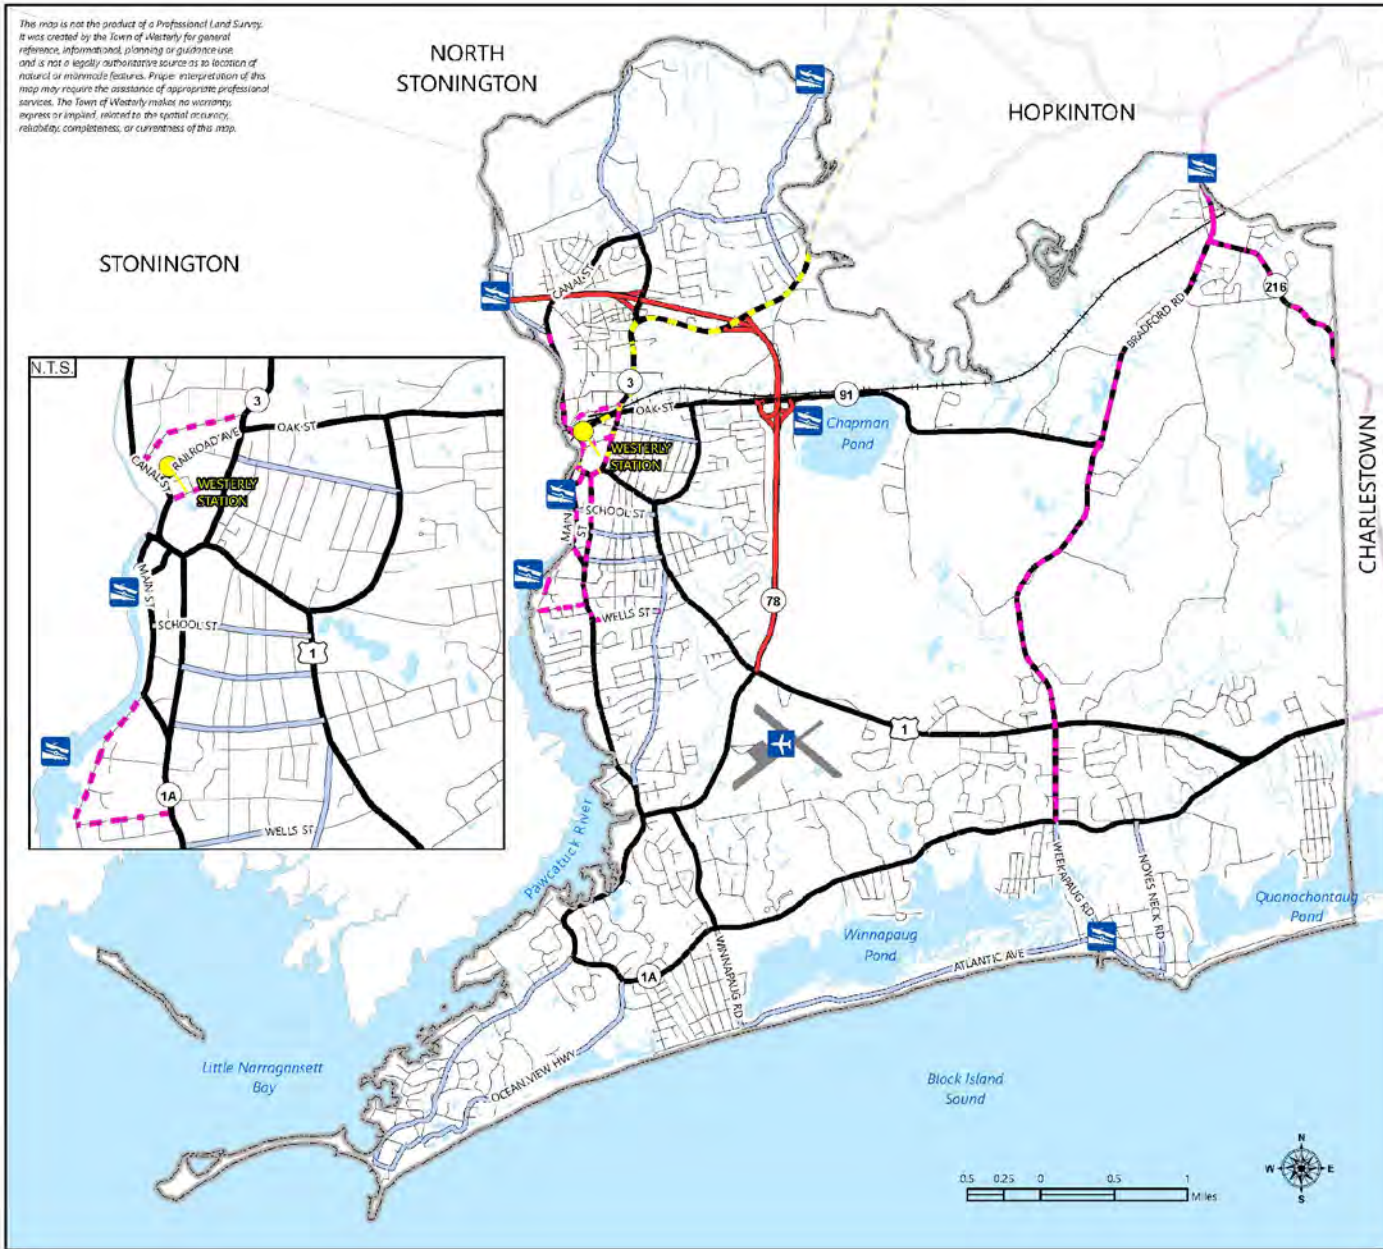 This map is not the product of a Professional Land Survey.
It was created by the Town of Westerly for general
reference, informational, planning or guidance use,
and is not a legally authoritative source as to location of
natural or manmade features. Proper interpretation of this
map may require the assistance of appropriate professional
services. The Town of Westerly makes no warranty,
express or implied, related to the spatial accuracy,
reliability, completeness, or currentness of this map.
NORTH
STONINGTON
HOPKINTON
STONINGTON
CHARLESTOWN
CANAL ST
216
BRADFORD RD
3
91
OAK ST
Chapman
Pond
WESTERLY
STATION
SCHOOL ST
MAIN ST
78
WELLS ST
1
Pawcatuck River
WEEKAPAUG RD
NOYES NECK RD
Quonochontaug
Pond
Winnapaug
Pond
WINNAPAUG RD
ATLANTIC AVE
1A
OCEAN VIEW HWY
Little Narragansett
Bay
Block Island
Sound
N.T.S.
3
OAK ST
RAILROAD AVE
CANAL ST
WESTERLY
STATION
MAIN ST
SCHOOL ST
1
1A
WELLS ST
N
W
E
S
0.5 0.25 0 0.5 1
Miles